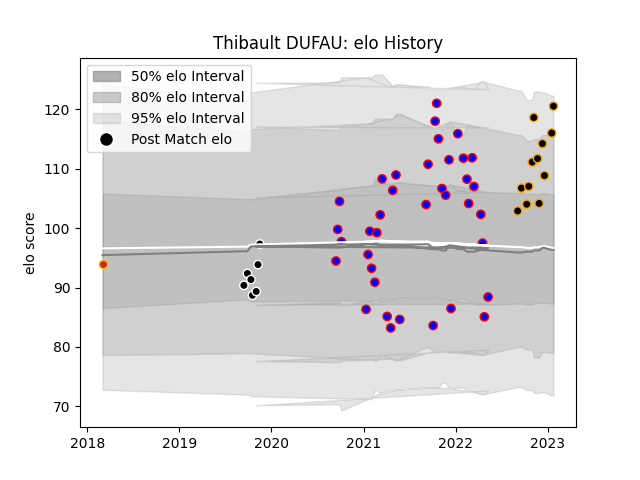 Thibault DUFAU: elo History
50% elo Interval
80% elo Interval
95% elo Interval
Post Match elo
elo score
120
110
100
90
80
70
2018 2019 2020 2021 2022 2023